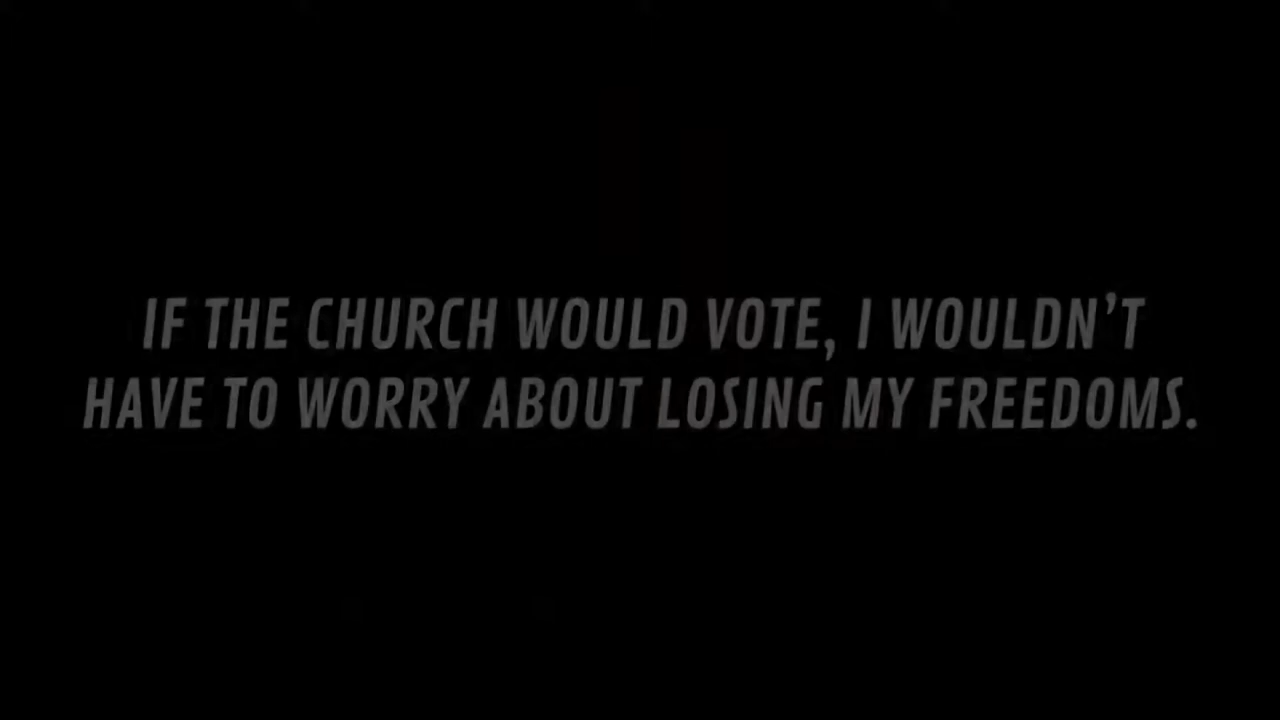 IF THE CHURCH WOULD VOTE, I WOULDN’T
HAVE TO WORRY ABOUT LOSING MY FREEDOMS.